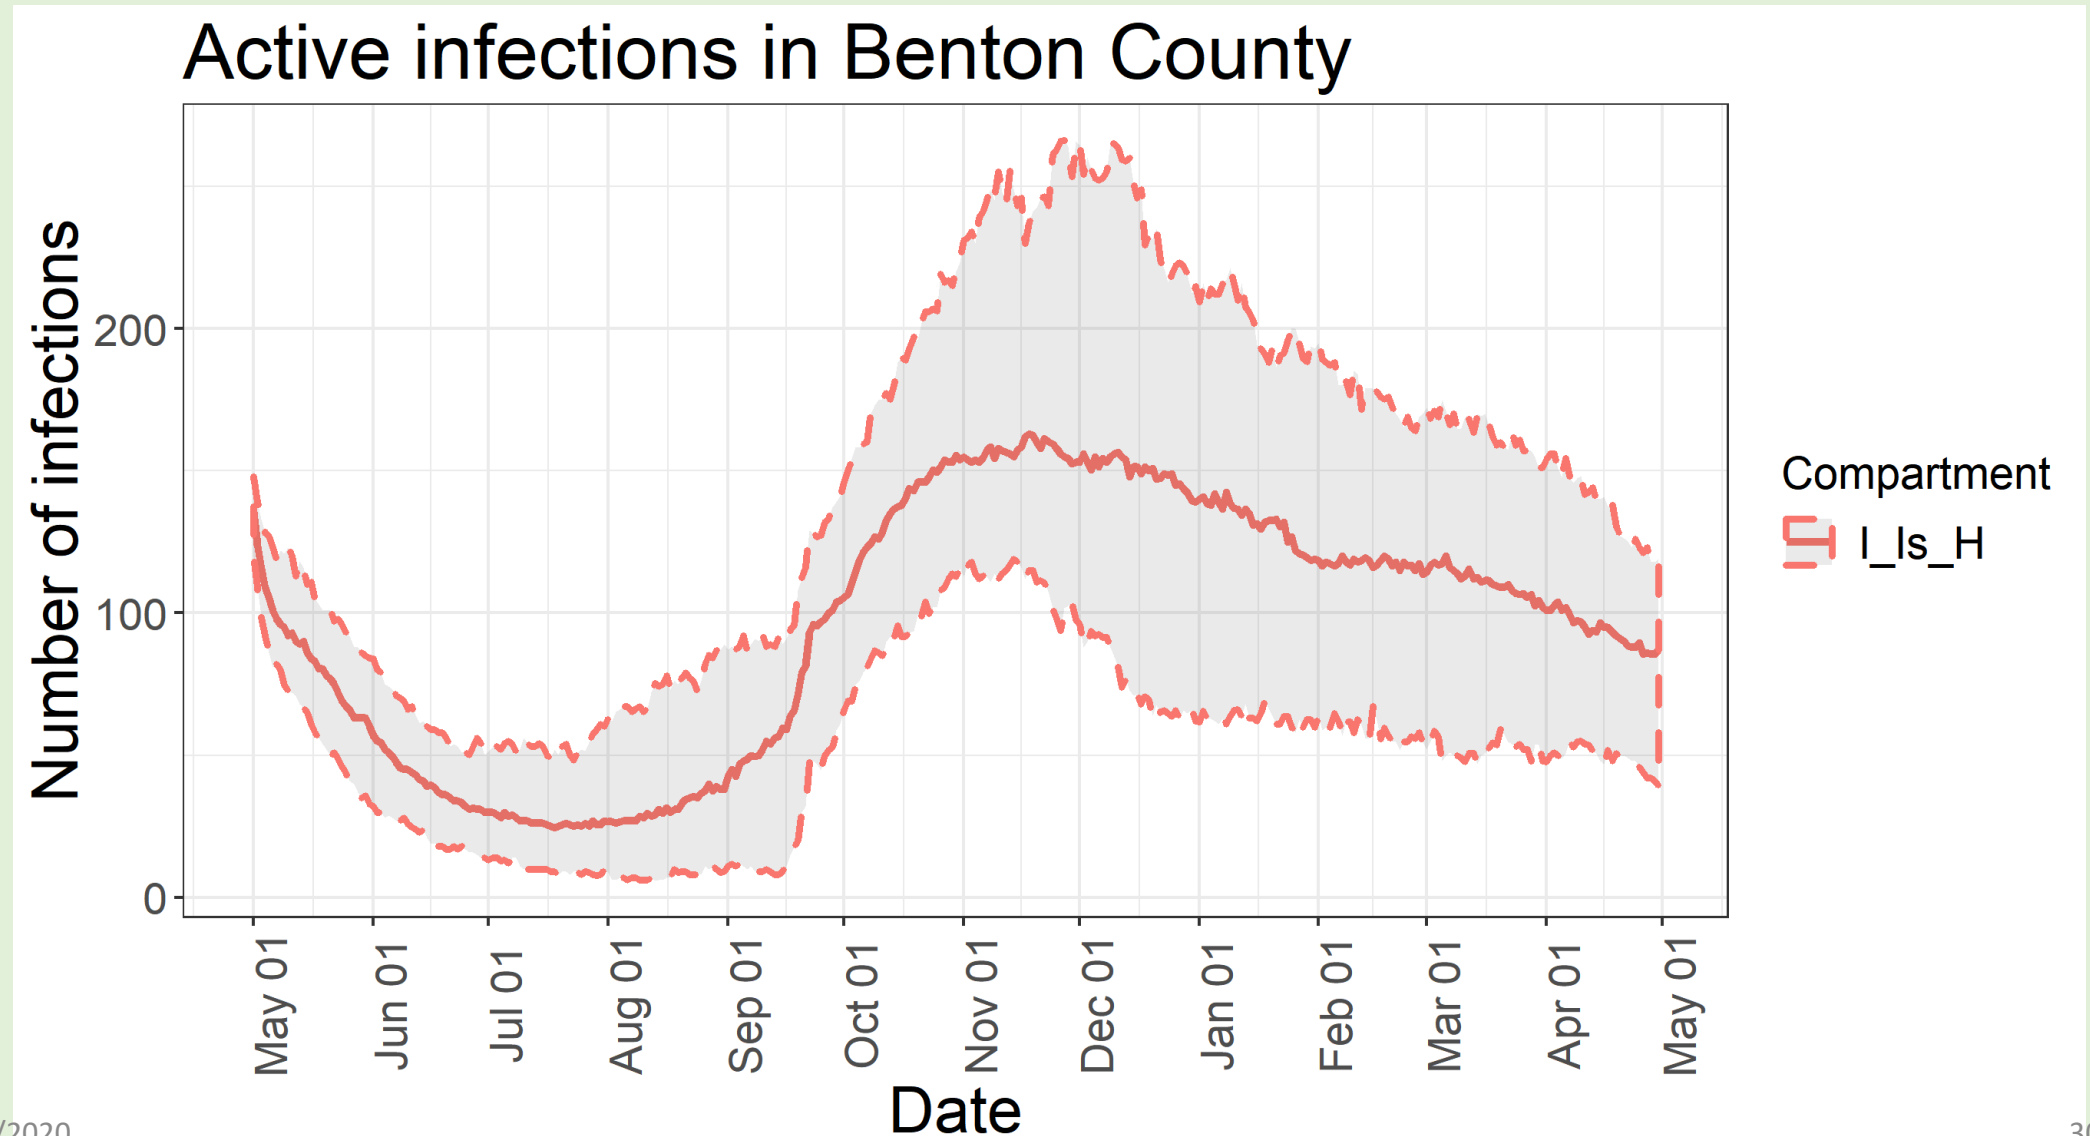 Active infections in Benton County
Number of infections
200
100
0
May 01
Jun 01
Jul 01
Aug 01
Sep 01
Oct 01
Nov 01
Dec 01
Jan 01
Feb 01
Mar 01
Apr 01
May 01
Date
Compartment
I_Is_H
/2020